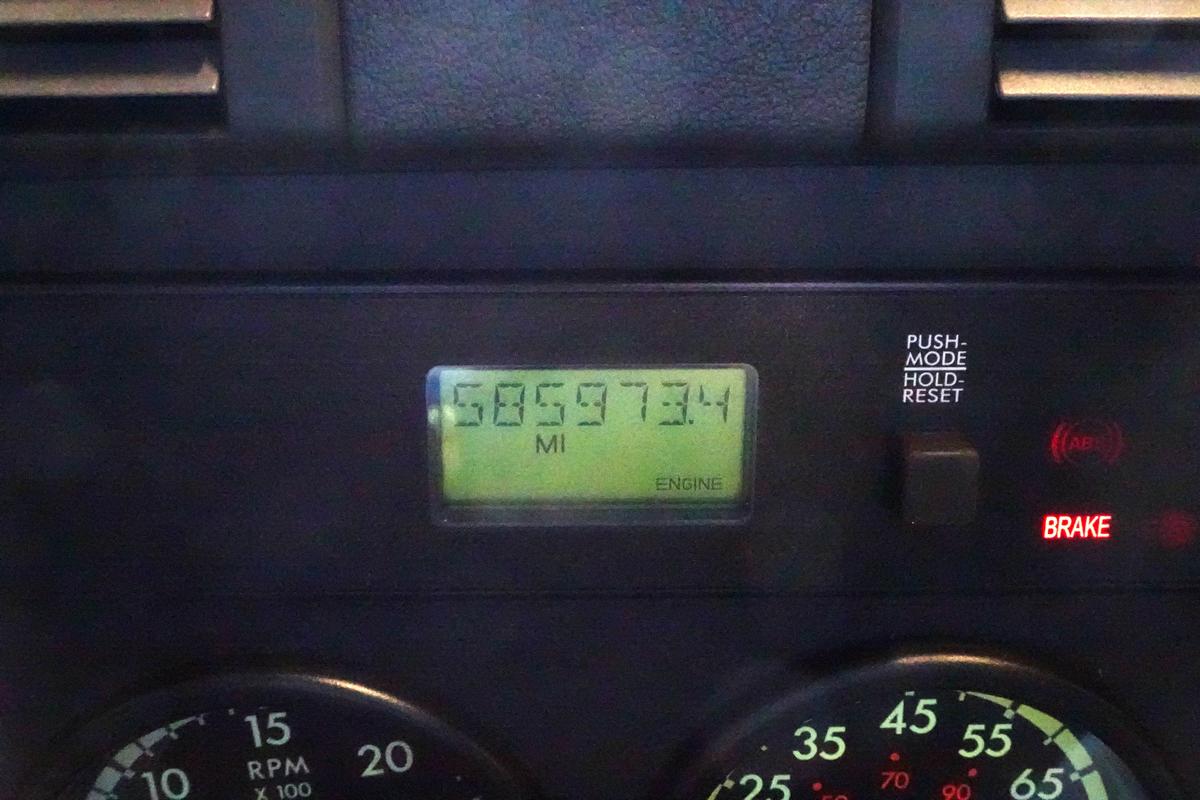 585973.4
MI
ENGINE
PUSH-
MODE
HOLD-
RESET
ABS
BRAKE
10
15
20
RPM
X 100
25
35
45
55
65
70
90